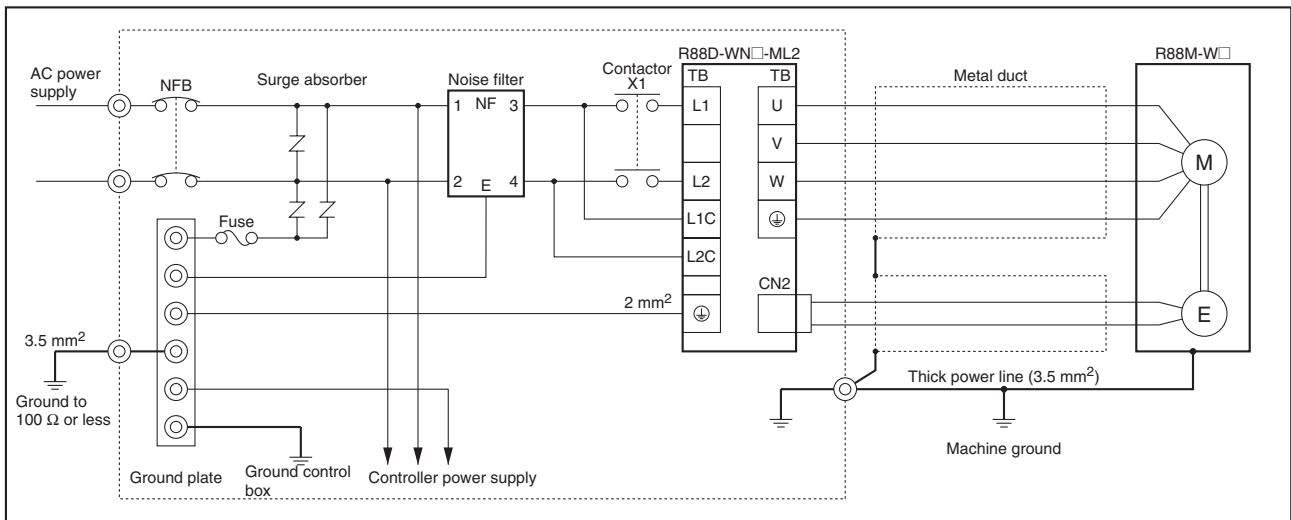 R88D-WN□-ML2
R88M-W□
AC power
supply
NFB
Surge absorber
Noise filter
Contactor
X1
TB
TB
Metal duct
1
NF
3
L1
U
V
M
2
E
4
L2
W
L1C
Fuse
L2C
CN2
2 mm²
E
3.5 mm²
Ground to
100 Ω or less
Thick power line (3.5 mm²)
Machine ground
Ground plate
Ground control
box
Controller power supply